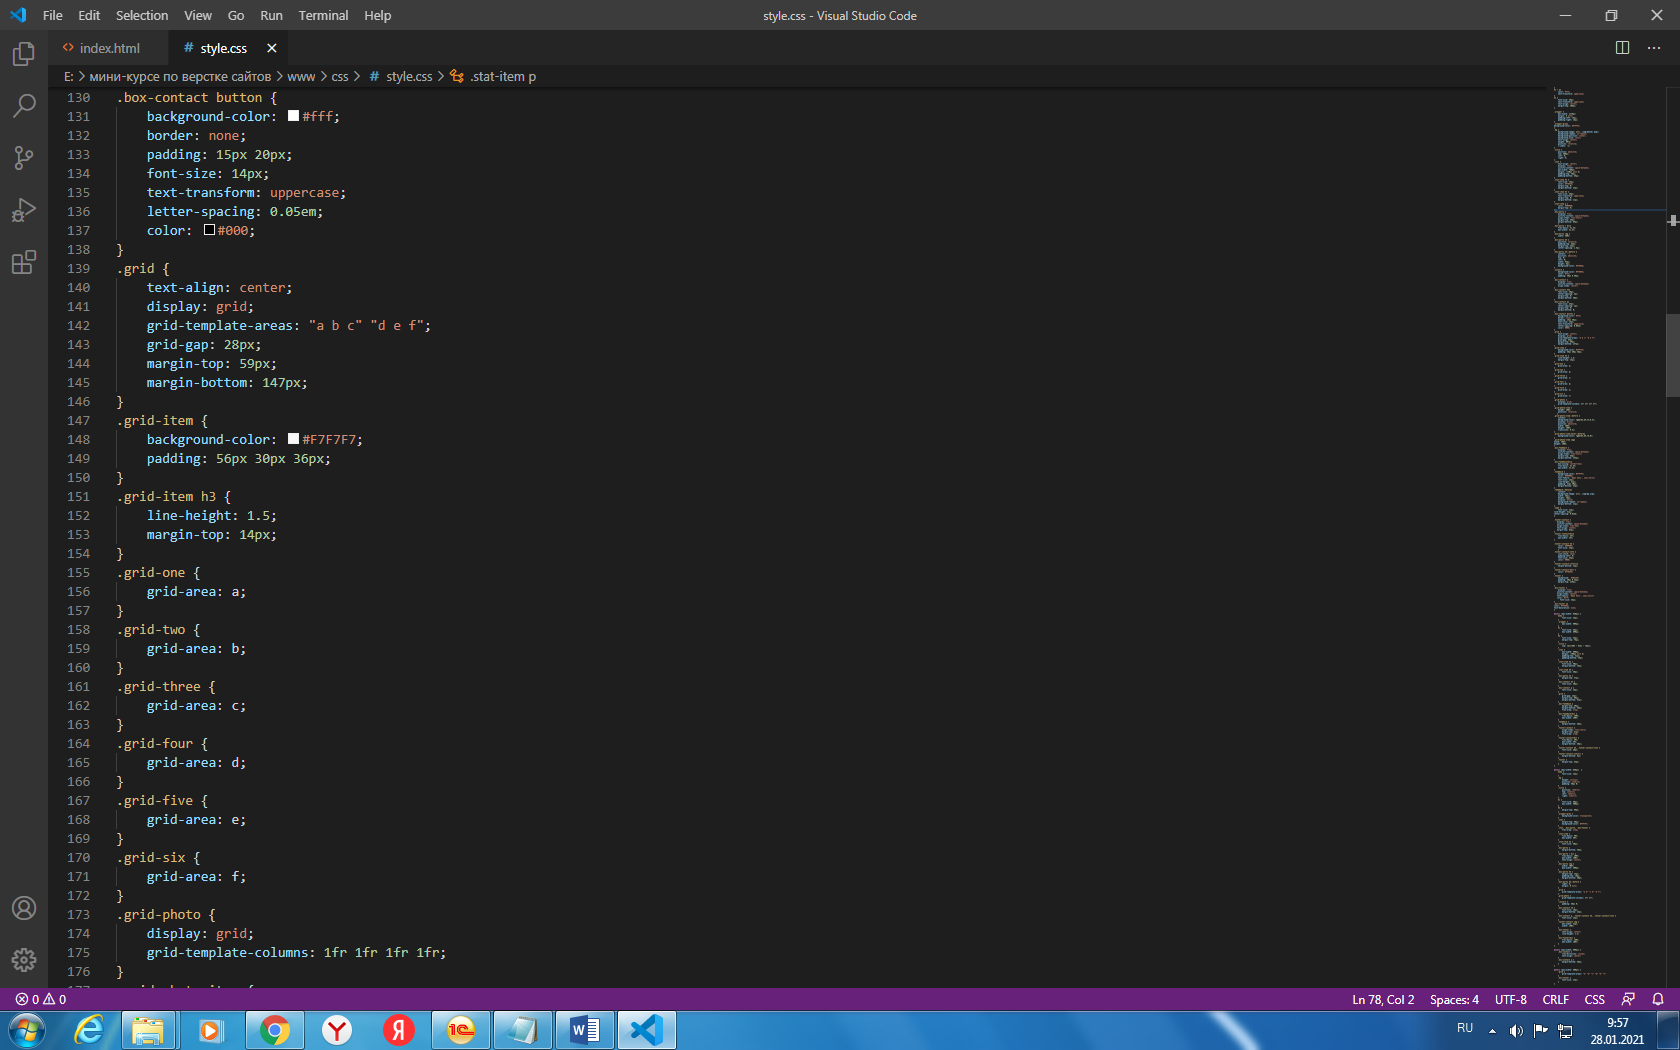 File Edit Selection View Go Run Terminal Help
style.css - Visual Studio Code
index.html
# style.css
E: > мини-курсе по верстке сайтов > www > css > # style.css > .stat-item p
130 .box-contact button {
131 background-color: #fff;
132 border: none;
133 padding: 15px 20px;
134 font-size: 14px;
135 text-transform: uppercase;
136 letter-spacing: 0.05em;
137 color: #000;
138 }
139 .grid {
140 text-align: center;
141 display: grid;
142 grid-template-areas: "a b c" "d e f";
143 grid-gap: 28px;
144 margin-top: 59px;
145 margin-bottom: 147px;
146 }
147 .grid-item {
148 background-color: #F7F7F7;
149 padding: 56px 30px 36px;
150 }
151 .grid-item h3 {
152 line-height: 1.5;
153 margin-top: 14px;
154 }
155 .grid-one {
156 grid-area: a;
157 }
158 .grid-two {
159 grid-area: b;
160 }
161 .grid-three {
162 grid-area: c;
163 }
164 .grid-four {
165 grid-area: d;
166 }
167 .grid-five {
168 grid-area: e;
169 }
170 .grid-six {
171 grid-area: f;
172 }
173 .grid-photo {
174 display: grid;
175 grid-template-columns: 1fr 1fr 1fr 1fr;
176 }
0 0
Ln 78, Col 2 Spaces: 4 UTF-8 CRLF CSS
RU
9:57
28.01.2021